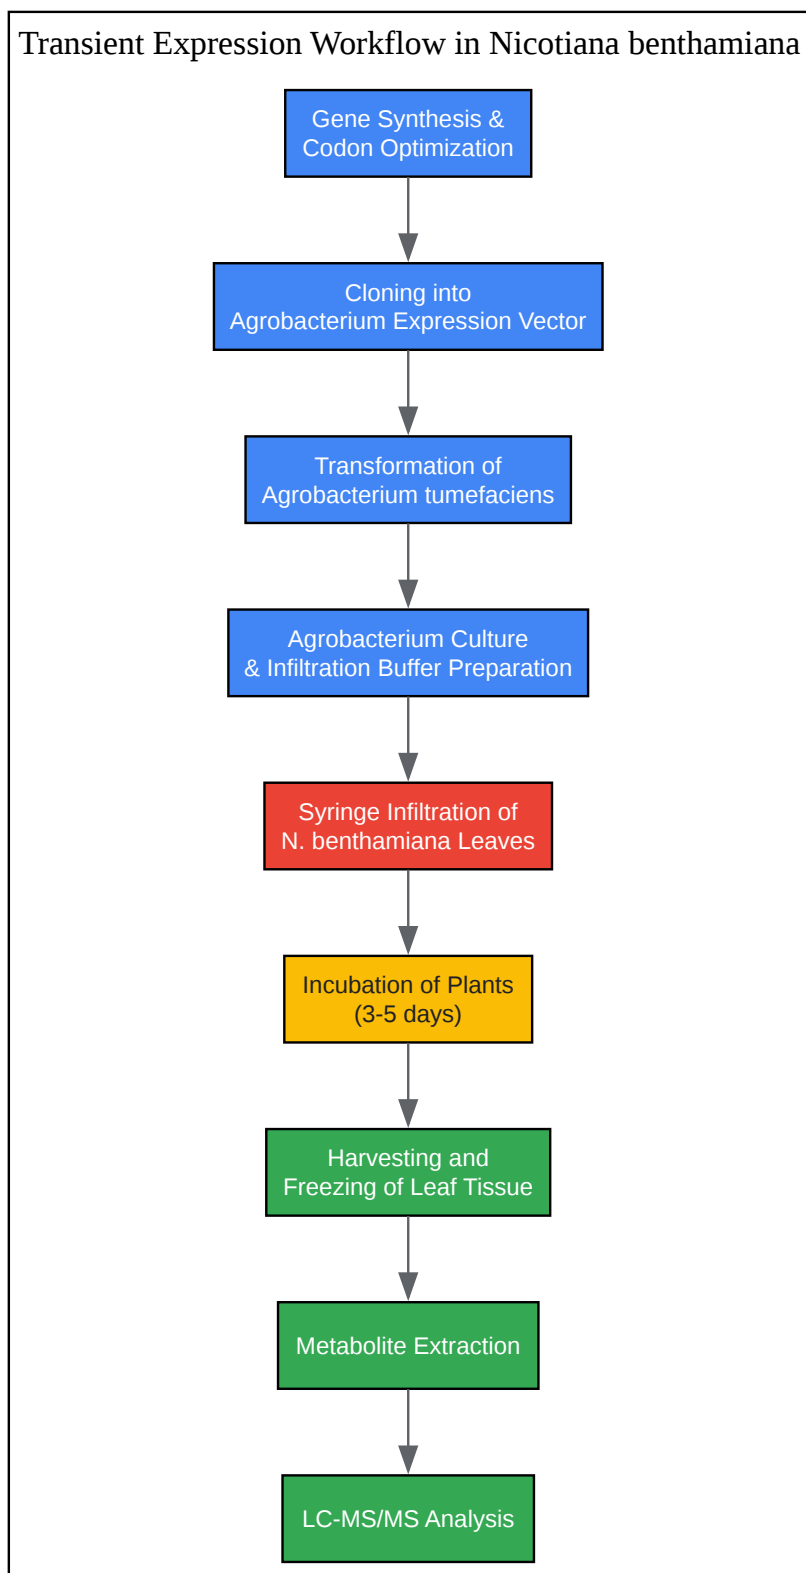 Transient Expression Workflow in Nicotiana benthamiana
Gene Synthesis &
Codon Optimization
Cloning into
Agrobacterium Expression Vector
Transformation of
Agrobacterium tumefaciens
Agrobacterium Culture
& Infiltration Buffer Preparation
Syringe Infiltration of
N. benthamiana Leaves
Incubation of Plants
(3-5 days)
Harvesting and
Freezing of Leaf Tissue
Metabolite Extraction
LC-MS/MS Analysis